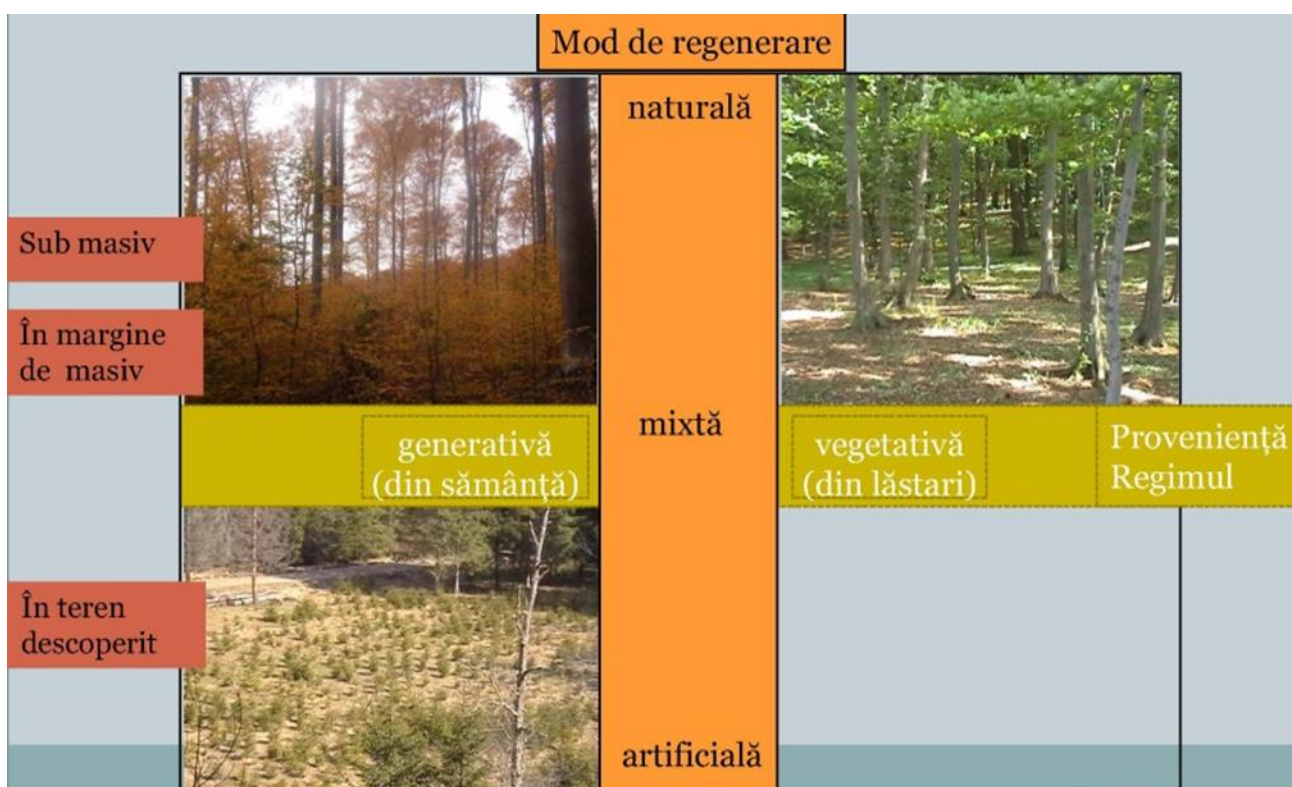 Mod de regenerare
naturală
Sub masiv
În margine
de masiv
mixtă
generativă
(din sămânță)
vegetativă
(din lăstari)
Proveniență
Regimul
În teren
descoperit
artificială